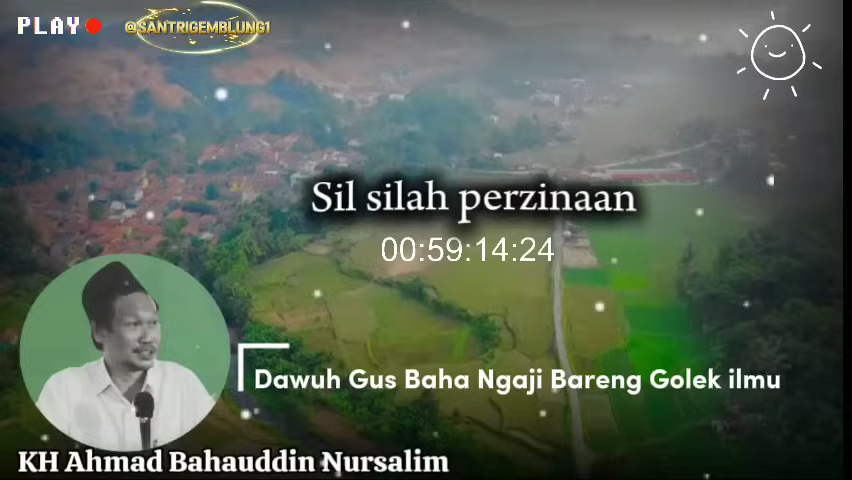 PLAY
@SANTRIGEMBLUNG1
Sil silah perzinaan
00:59:14:24
Dawuh Gus Baha Ngaji Bareng Golek ilmu
KH Ahmad Bahauddin Nursalim